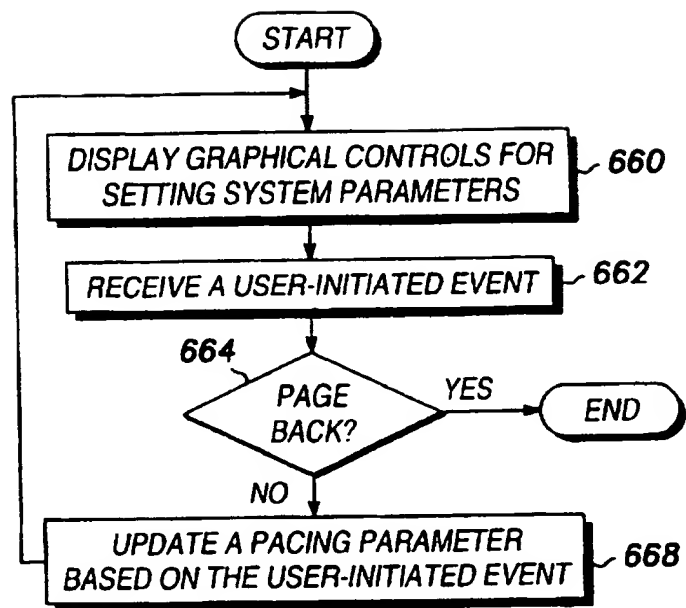 START
DISPLAY GRAPHICAL CONTROLS FOR
SETTING SYSTEM PARAMETERS
660
RECEIVE A USER-INITIATED EVENT
662
664
PAGE
BACK?
YES
END
NO
UPDATE A PACING PARAMETER
BASED ON THE USER-INITIATED EVENT
668